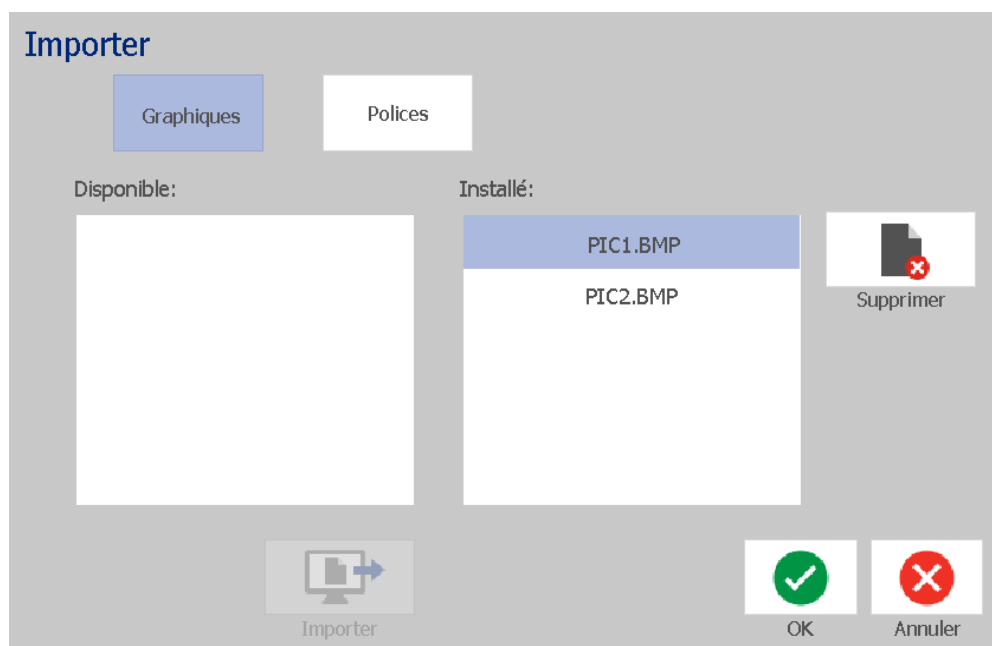 Importer
Graphiques
Polices
Disponible:
Installé:
PIC1.BMP
PIC2.BMP
Supprimer
Importer
OK
Annuler